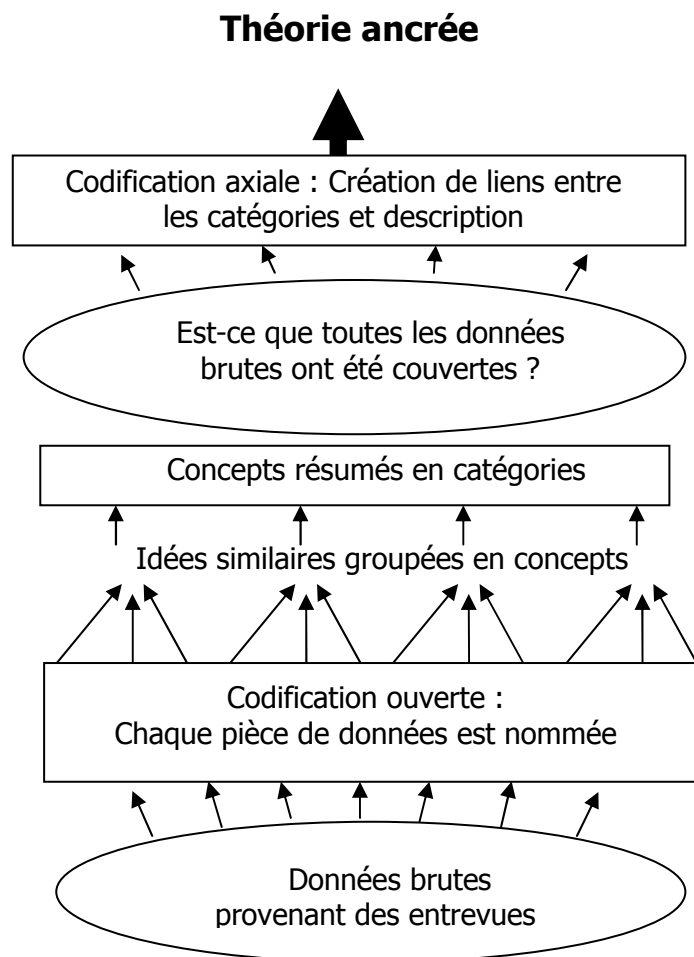 Théorie ancrée
Codification axiale : Création de liens entre
les catégories et description
Est-ce que toutes les données
brutes ont été couvertes ?
Concepts résumés en catégories
Idées similaires groupées en concepts
Codification ouverte :
Chaque pièce de données est nommée
Données brutes
provenant des entrevues